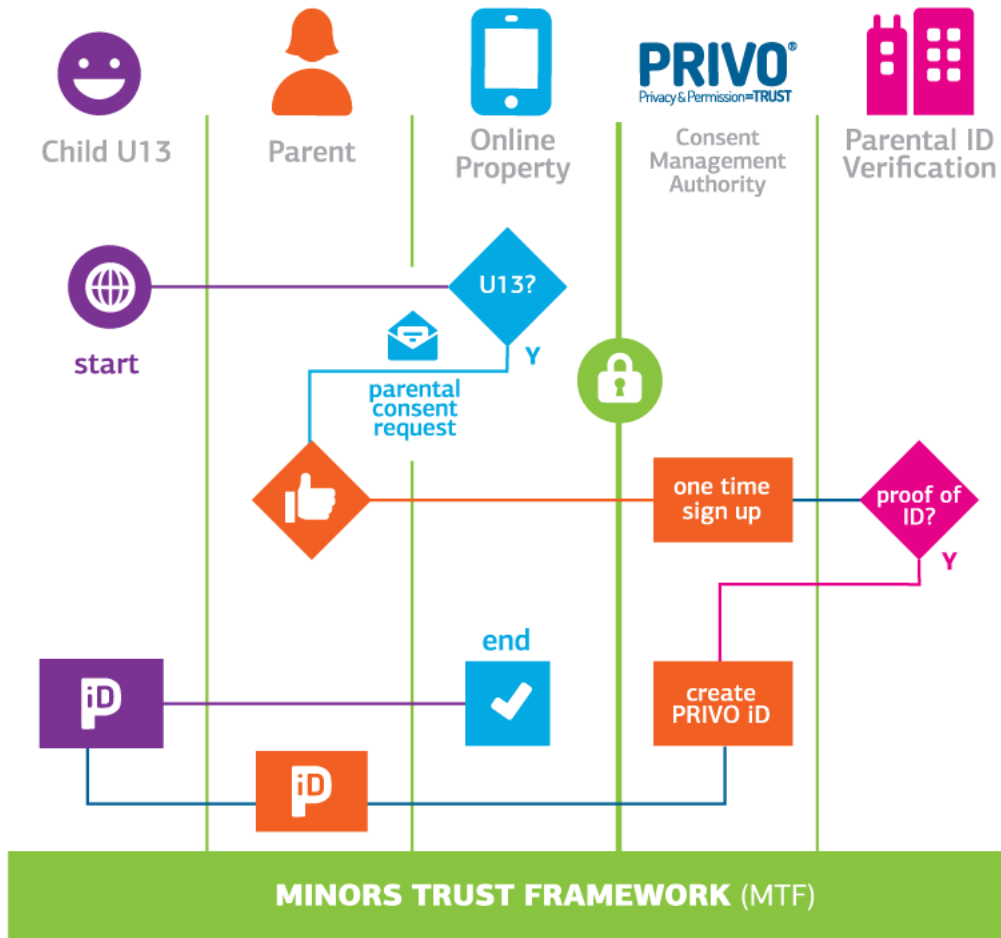 PRIVO®
Privacy & Permission=TRUST
Child U13
Parent
Online
Property
Consent
Management
Authority
Parental ID
Verification
U13?
Y
start
parental
consent
request
one time
sign up
proof of
ID?
Y
end
iD
P
create
PRIVO iD
iD
P
MINORS TRUST FRAMEWORK (MTF)